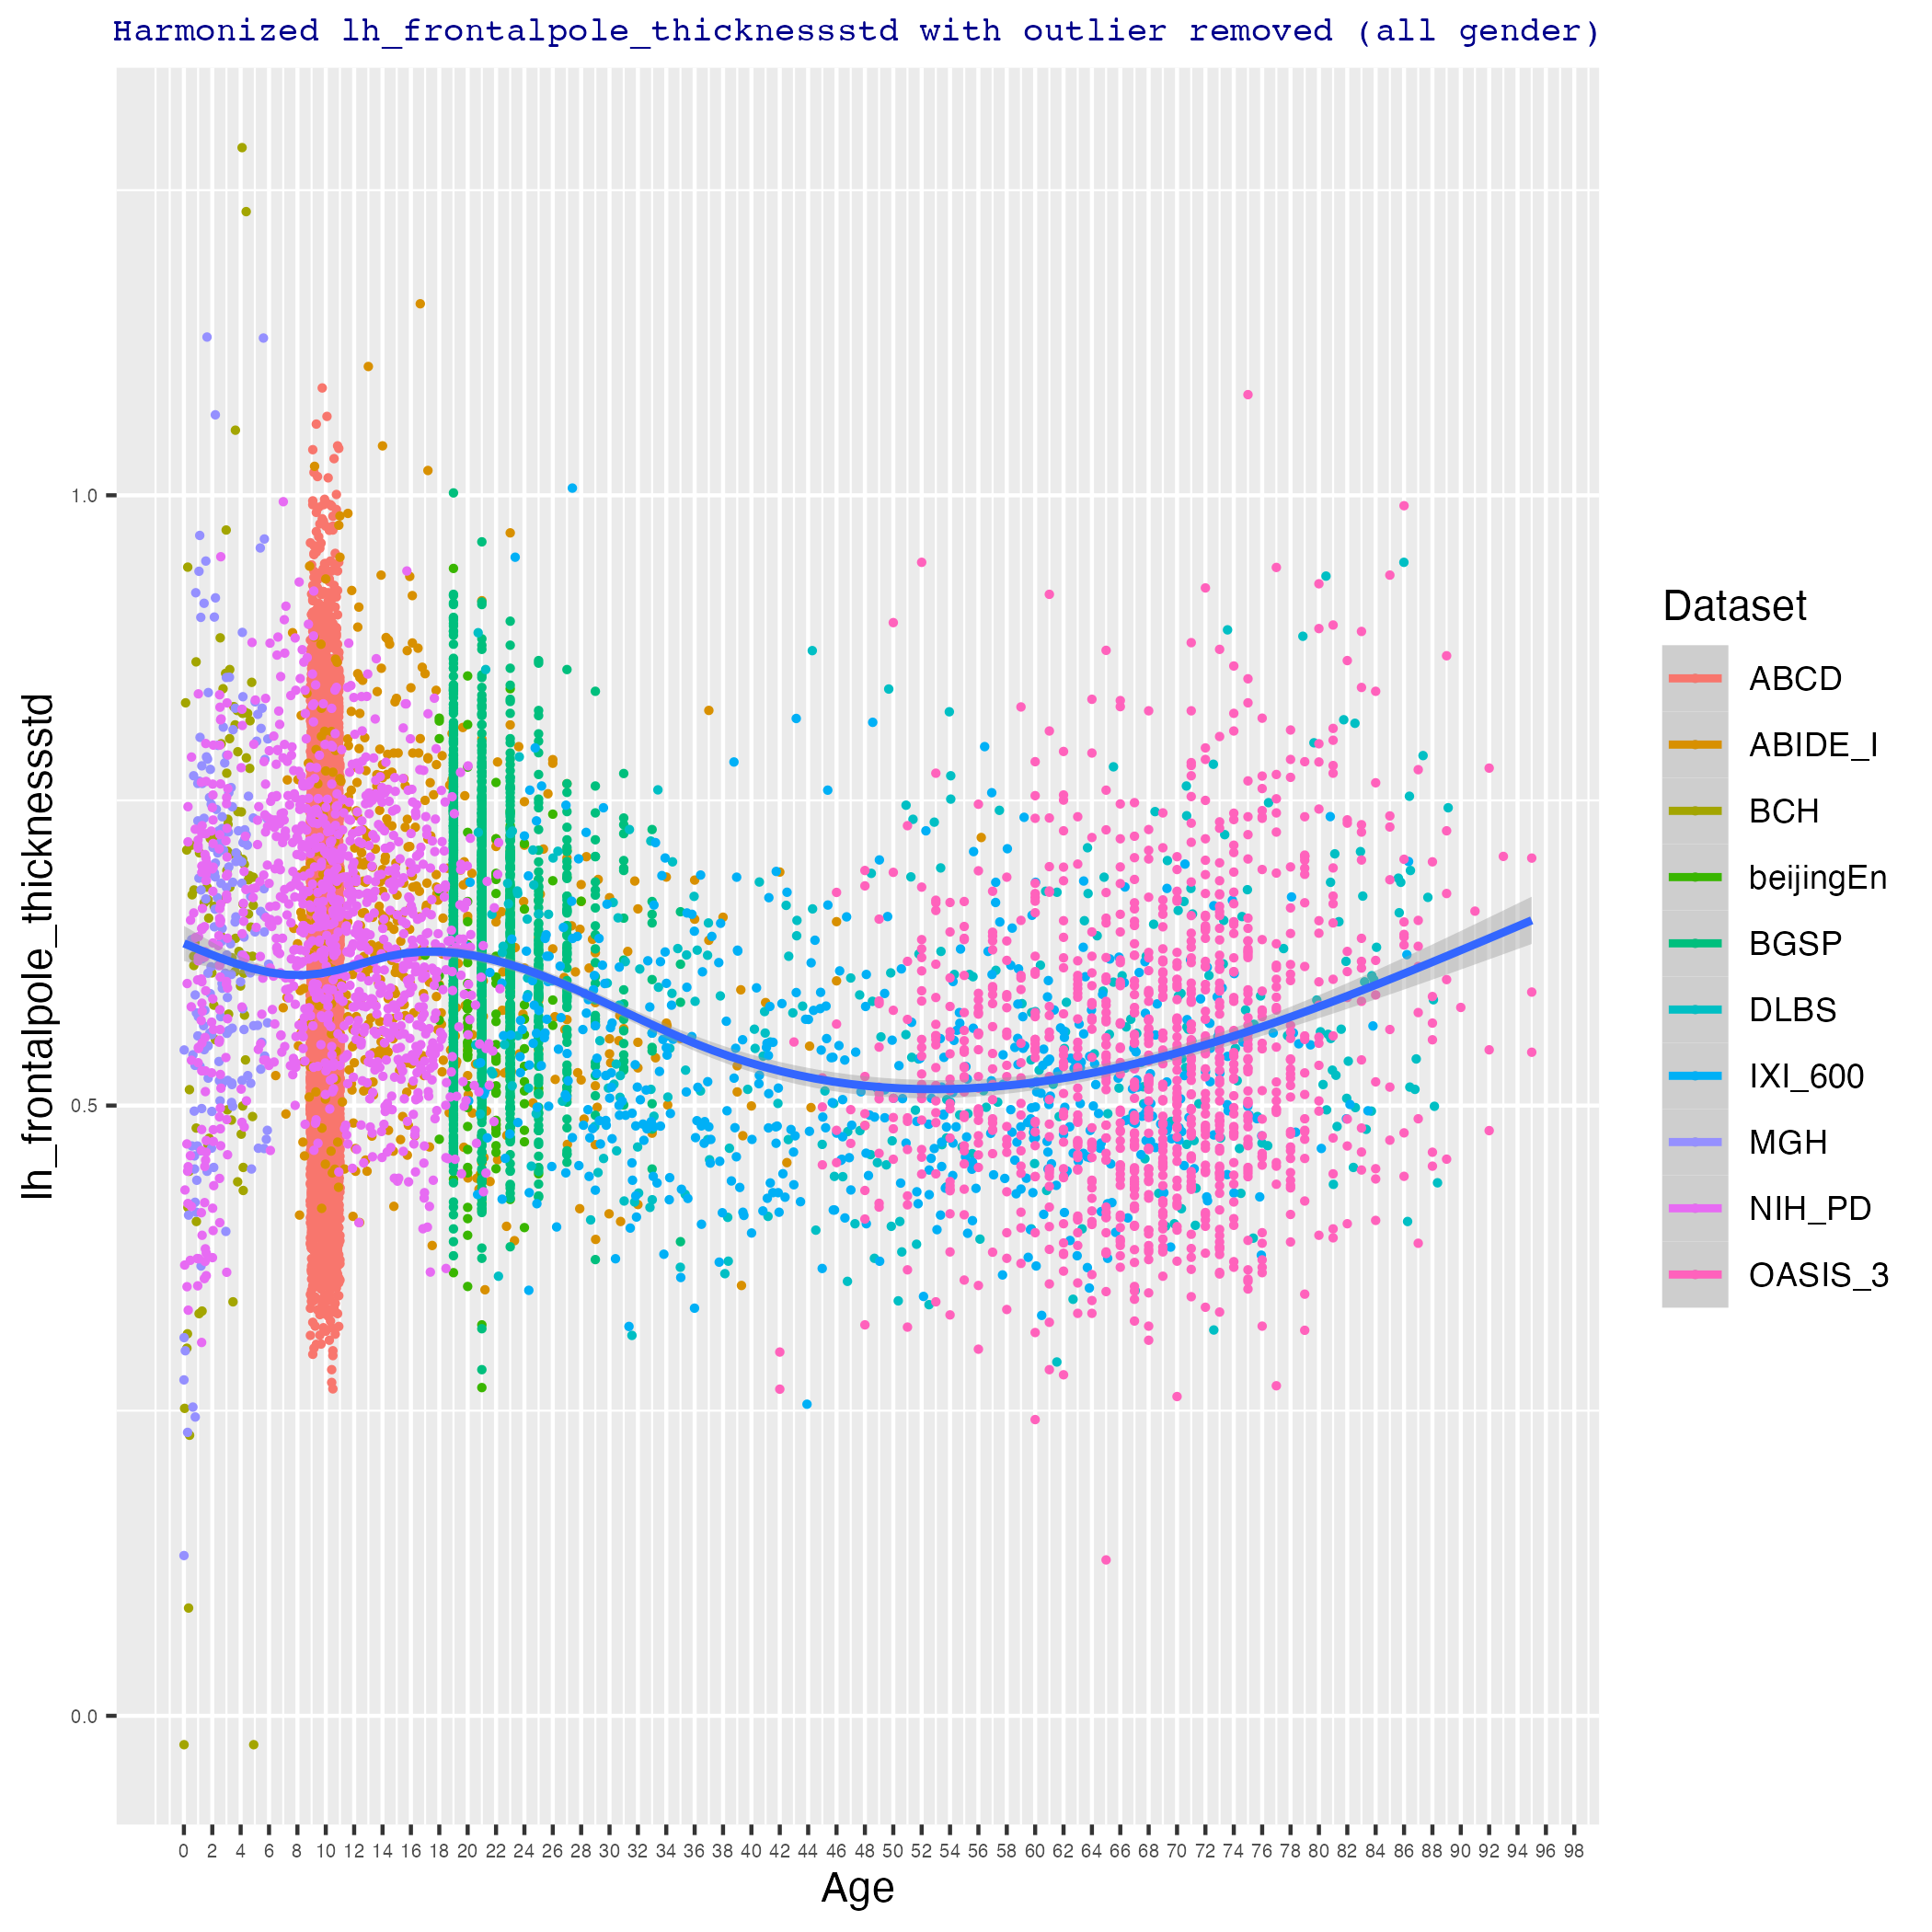 Harmonized lh_frontalpole_thicknessstd with outlier removed (all gender)
lh_frontalpole_thicknessstd
1.0
0.5
0.0
0 2 4 6 8 10 12 14 16 18 20 22 24 26 28 30 32 34 36 38 40 42 44 46 48 50 52 54 56 58 60 62 64 66 68 70 72 74 76 78 80 82 84 86 88 90 92 94 96 98
Age
Dataset
ABCD
ABIDE_I
BCH
beijingEn
BGSP
DLBS
IXI_600
MGH
NIH_PD
OASIS_3